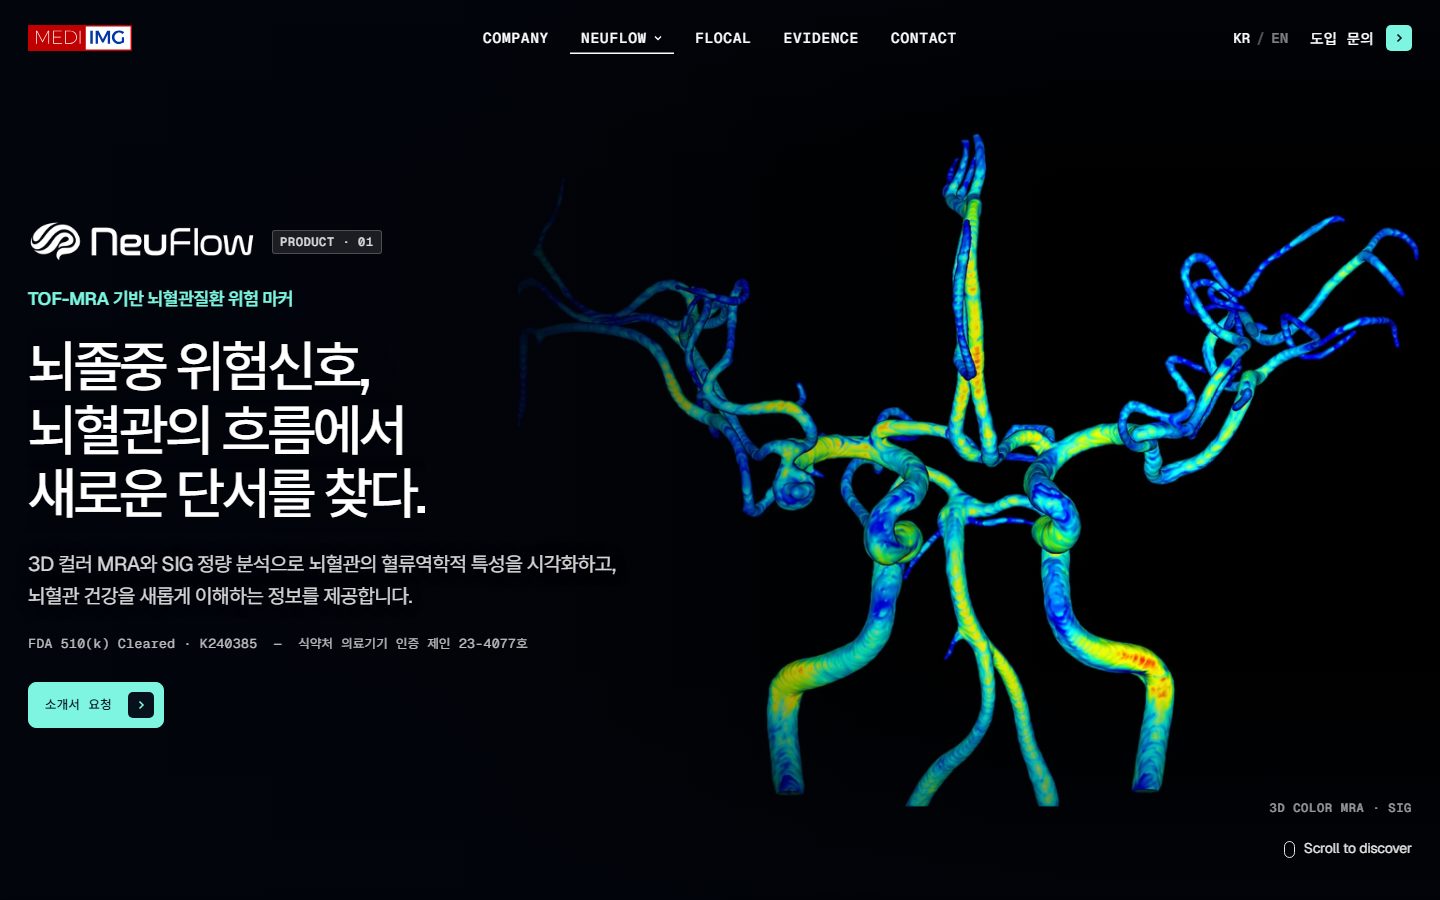 MEDI IMG
COMPANY
NEUFLOW
FLOCAL
EVIDENCE
CONTACT
KR / EN
도입 문의
NeuFlow
PRODUCT · 01
TOF-MRA 기반 뇌혈관질환 위험 마커
뇌졸중 위험신호,
뇌혈관의 흐름에서
새로운 단서를 찾다.
3D 컬러 MRA와 SIG 정량 분석으로 뇌혈관의 혈류역학적 특성을 시각화하고,
뇌혈관 건강을 새롭게 이해하는 정보를 제공합니다.
FDA 510(k) Cleared · K240385 — 식약처 의료기기 인증 제인 23-4077호
소개서 요청
3D COLOR MRA · SIG
Scroll to discover